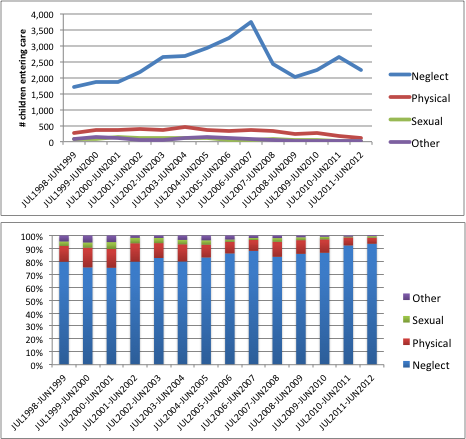 # children entering care
4,000
3,500
3,000
2,500
2,000
1,500
1,000
500
0
JUL1998-JUN1999
JUL1999-JUN2000
JUL2000-JUN2001
JUL2001-JUN2002
JUL2002-JUN2003
JUL2003-JUN2004
JUL2004-JUN2005
JUL2005-JUN2006
JUL2006-JUN2007
JUL2007-JUN2008
JUL2008-JUN2009
JUL2009-JUN2010
JUL2010-JUN2011
JUL2011-JUN2012
Neglect
Physical
Sexual
Other
100%
90%
80%
70%
60%
50%
40%
30%
20%
10%
0%
JUL1998-JUN1999
JUL1999-JUN2000
JUL2000-JUN2001
JUL2001-JUN2002
JUL2002-JUN2003
JUL2003-JUN2004
JUL2004-JUN2005
JUL2005-JUN2006
JUL2006-JUN2007
JUL2007-JUN2008
JUL2008-JUN2009
JUL2009-JUN2010
JUL2010-JUN2011
JUL2011-JUN2012
Other
Sexual
Physical
Neglect